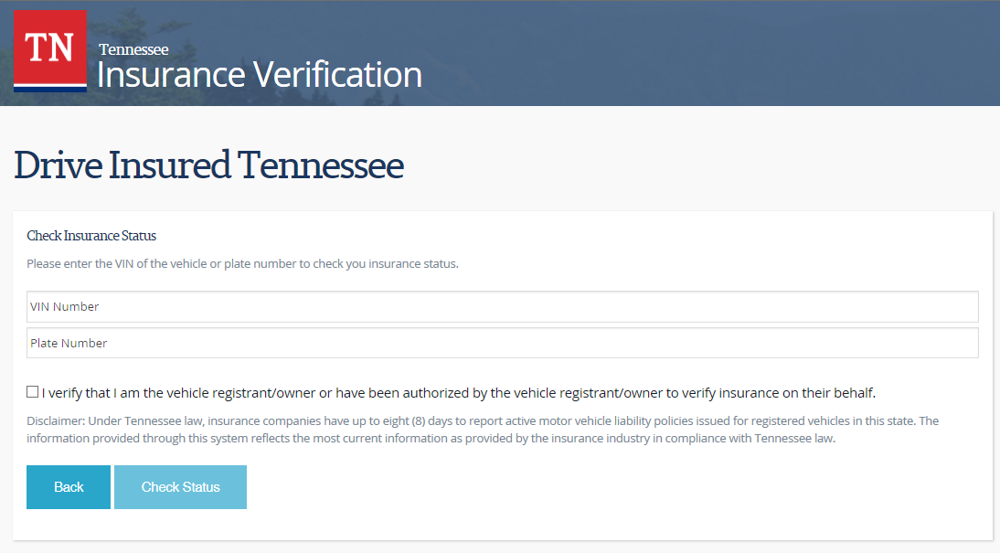 TN
Tennessee
Insurance Verification
Drive Insured Tennessee
Check Insurance Status
Please enter the VIN of the vehicle or plate number to check you insurance status.
VIN Number
Plate Number
I verify that I am the vehicle registrant/owner or have been authorized by the vehicle registrant/owner to verify insurance on their behalf.
Disclaimer: Under Tennessee law, insurance companies have up to eight (8) days to report active motor vehicle liability policies issued for registered vehicles in this state. The
information provided through this system reflects the most current information as provided by the insurance industry in compliance with Tennessee law.
Back
Check Status